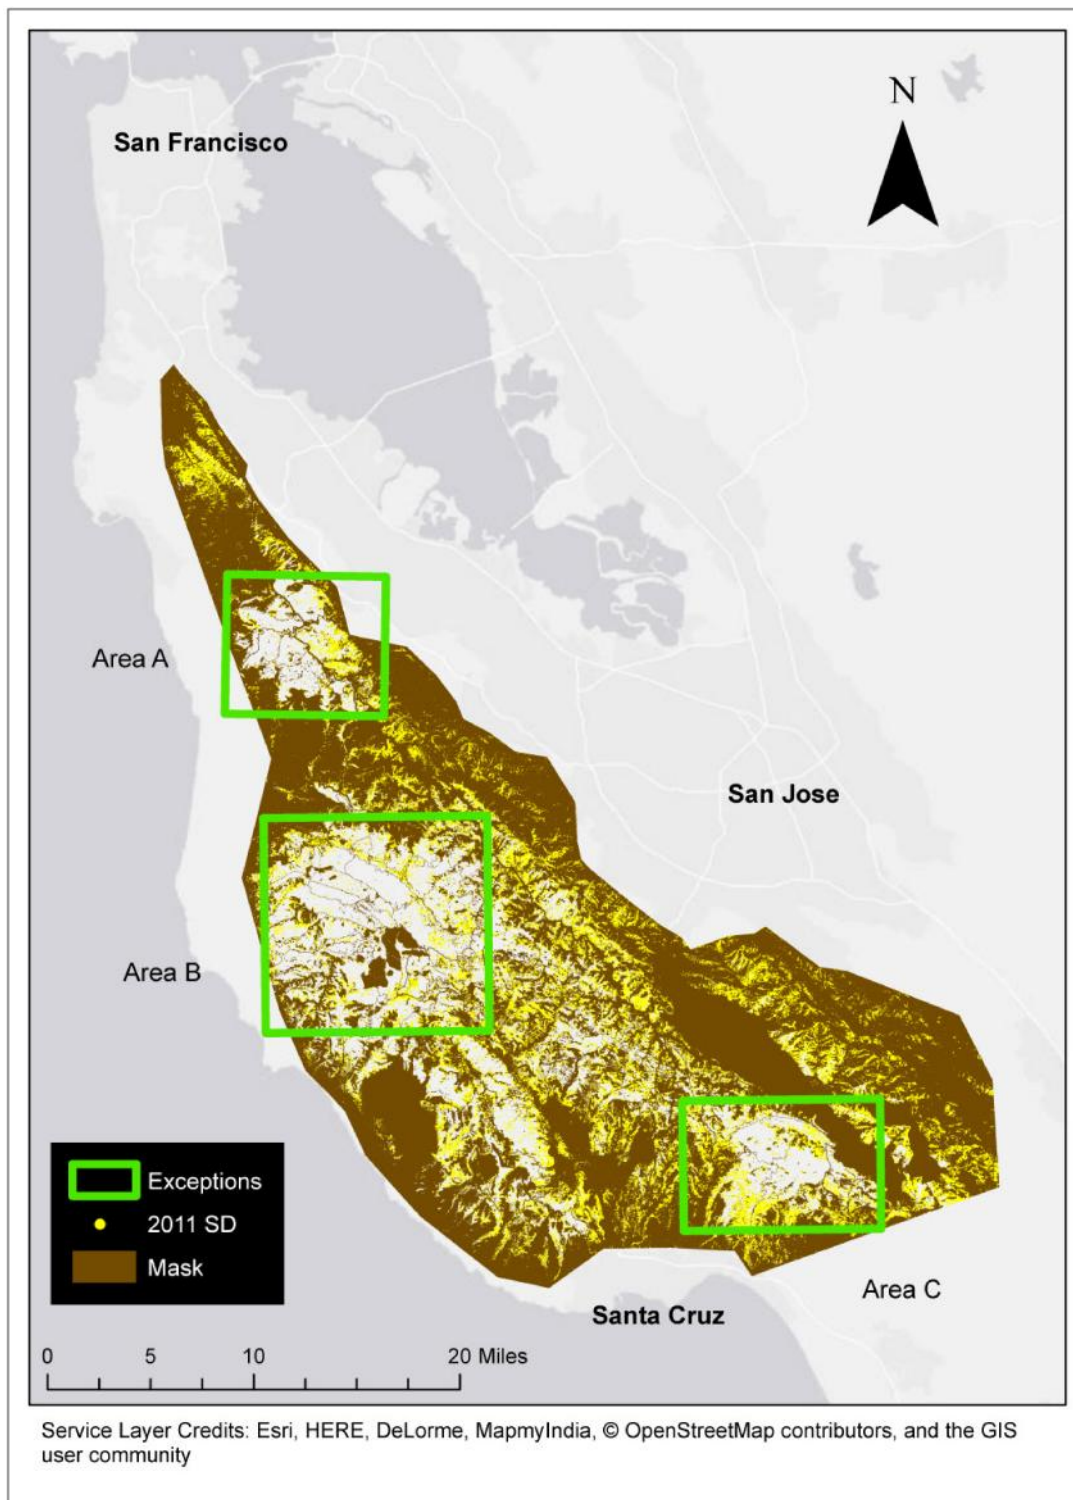 N
San Francisco
Area A
San Jose
Area B
Exceptions
2011 SD
Mask
Area C
Santa Cruz
0 5 10 20 Miles
Service Layer Credits: Esri, HERE, DeLorme, MapmyIndia, © OpenStreetMap contributors, and the GIS
user community